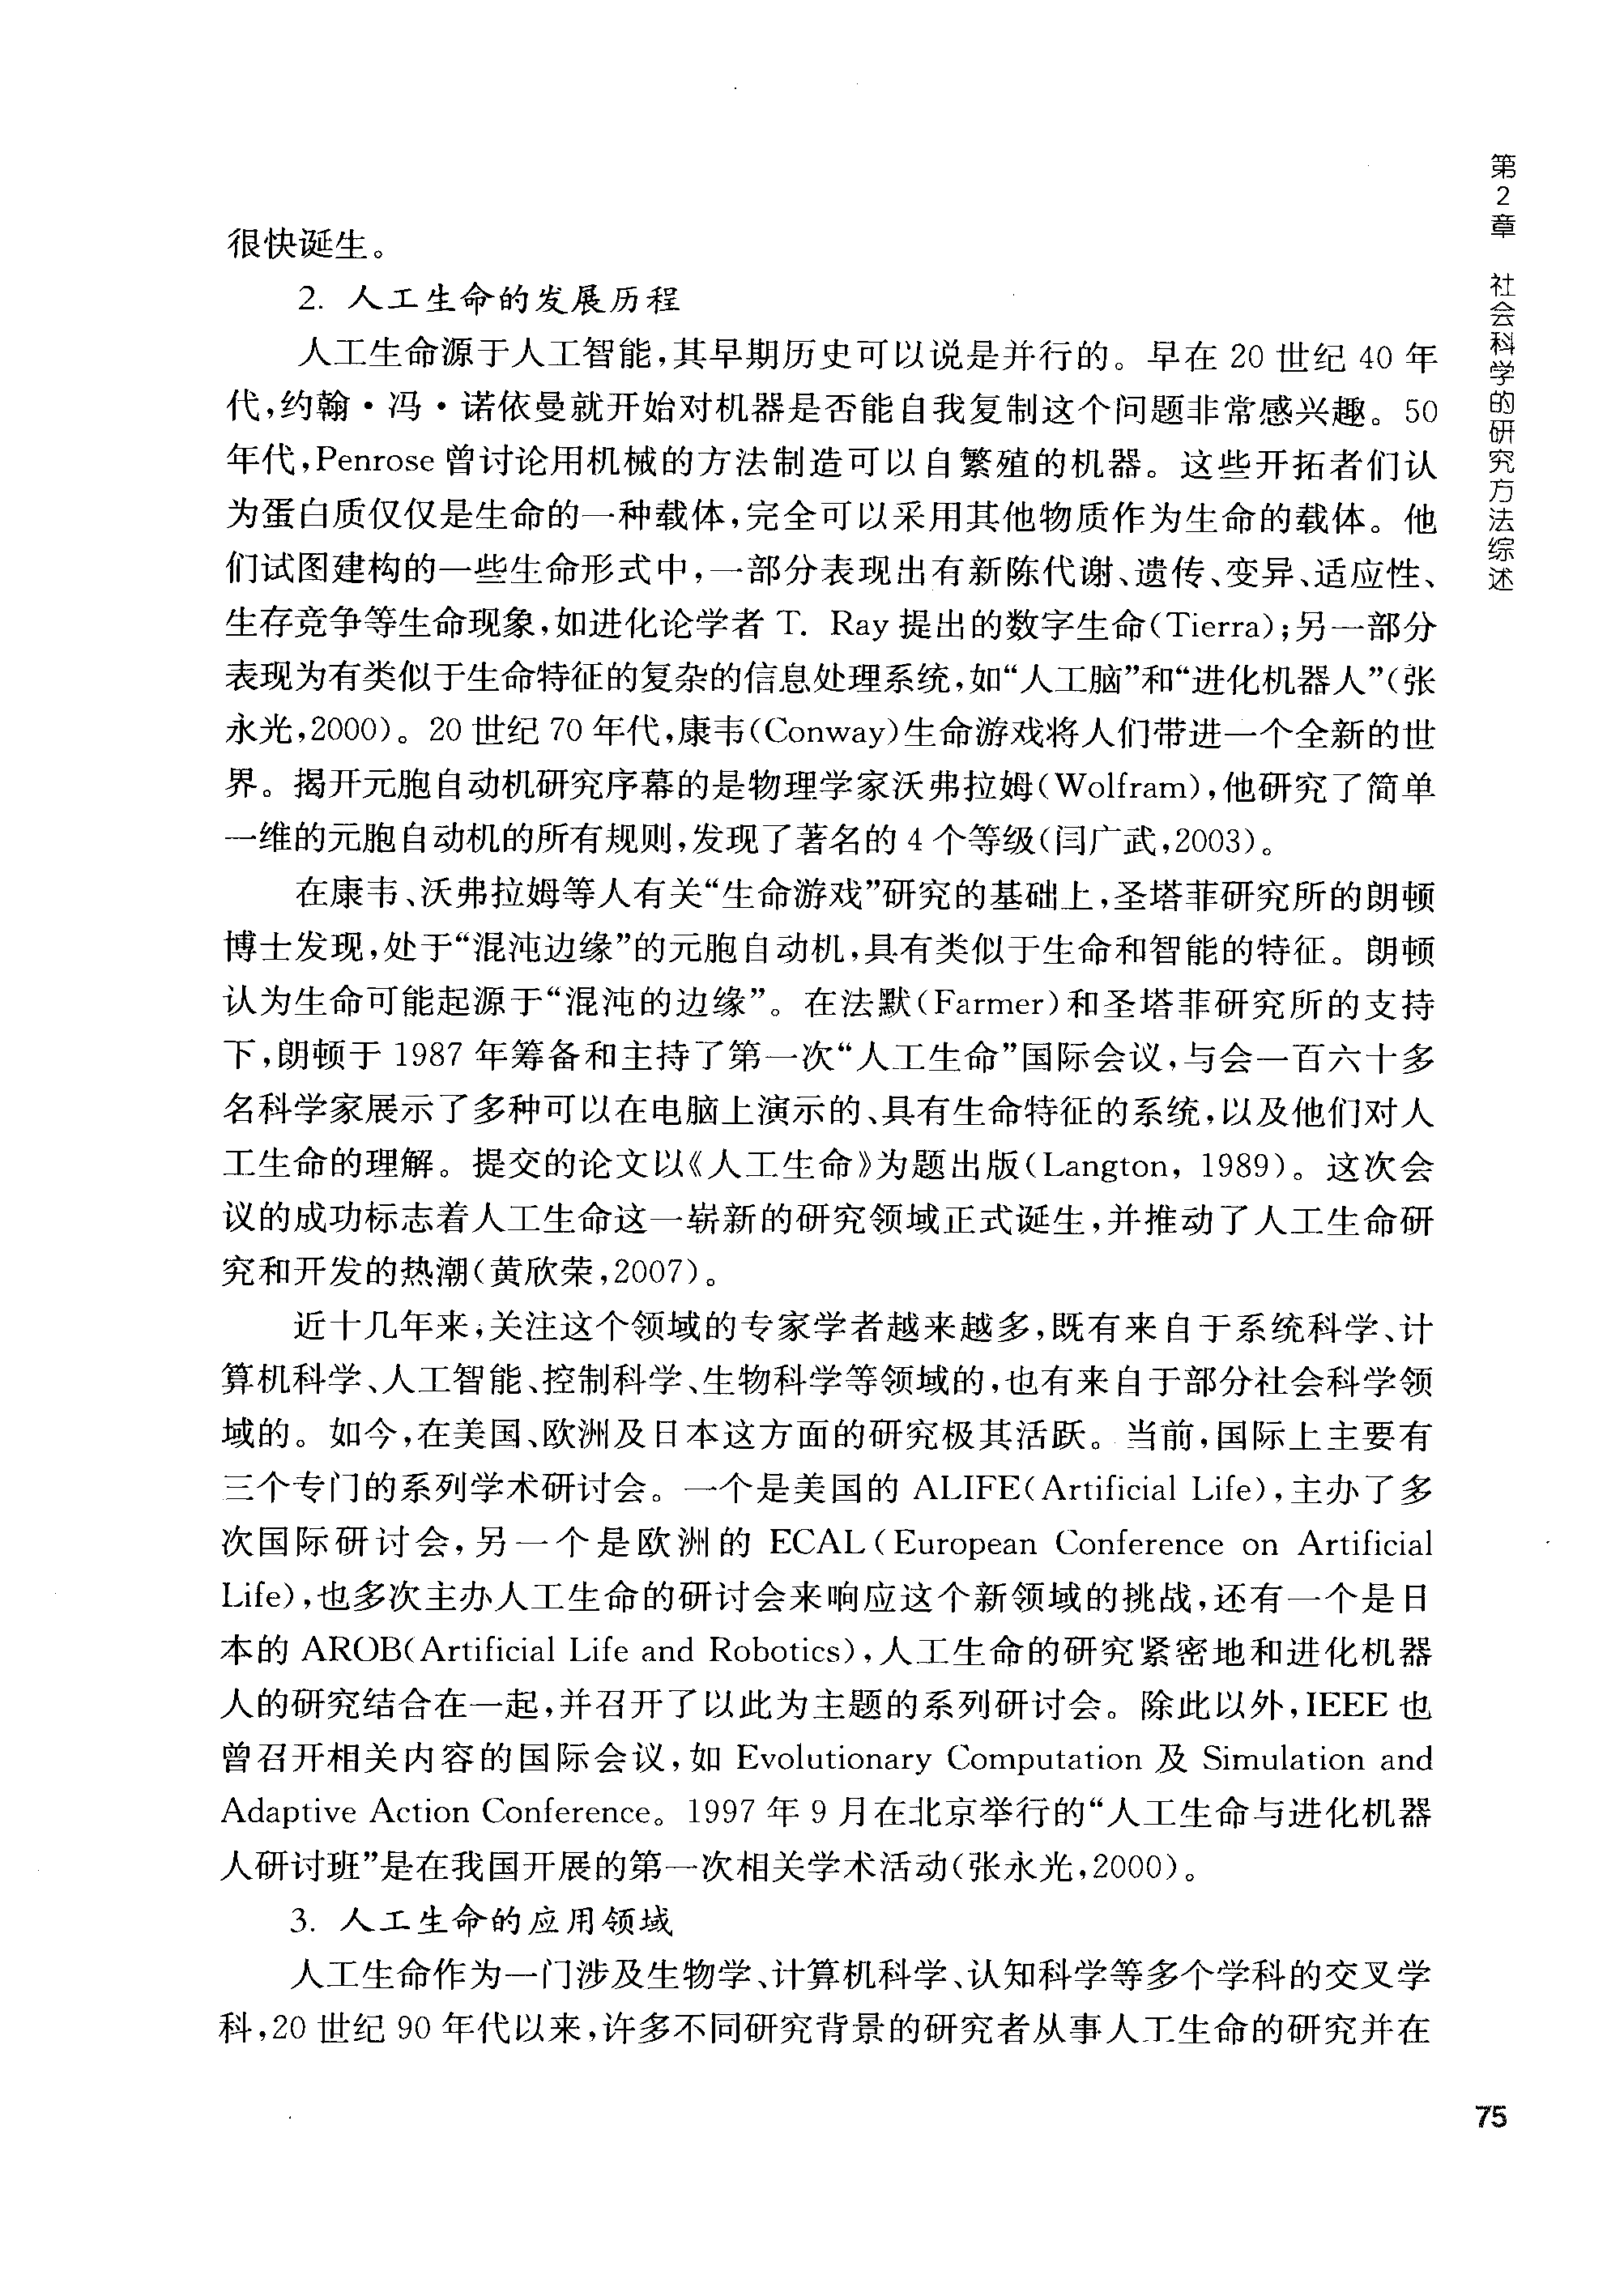 第2章 社会科学的研究方法综述
很快诞生。
2. 人工生命的发展历程
人工生命源于人工智能,其早期历史可以说是并行的。早在 20 世纪 40 年
代,约翰·冯·诺依曼就开始对机器是否能自我复制这个问题非常感兴趣。50
年代,Penrose 曾讨论用机械的方法制造可以自繁殖的机器。这些开拓者们认
为蛋白质仅仅是生命的一种载体,完全可以采用其他物质作为生命的载体。他
们试图建构的一些生命形式中,一部分表现出有新陈代谢、遗传、变异、适应性、
生存竞争等生命现象,如进化论学者 T. Ray 提出的数字生命(Tierra);另一部分
表现为有类似于生命特征的复杂的信息处理系统,如“人工脑”和“进化机器人”(张
永光,2000)。20 世纪 70 年代,康韦(Conway)生命游戏将人们带进一个全新的世
界。揭开元胞自动机研究序幕的是物理学家沃弗拉姆(Wolfram),他研究了简单
一维的元胞自动机的所有规则,发现了著名的 4 个等级(闫广武,2003)。
在康韦、沃弗拉姆等人有关“生命游戏”研究的基础上,圣塔菲研究所的朗顿
博士发现,处于“混沌边缘”的元胞自动机,具有类似于生命和智能的特征。朗顿
认为生命可能起源于“混沌的边缘”。在法默(Farmer)和圣塔菲研究所的支持
下,朗顿于 1987 年筹备和主持了第一次“人工生命”国际会议,与会一百六十多
名科学家展示了多种可以在电脑上演示的、具有生命特征的系统,以及他们对人
工生命的理解。提交的论文以《人工生命》为题出版(Langton, 1989)。这次会
议的成功标志着人工生命这一崭新的研究领域正式诞生,并推动了人工生命研
究和开发的热潮(黄欣荣,2007)。
近十几年来,关注这个领域的专家学者越来越多,既有来自于系统科学、计
算机科学、人工智能、控制科学、生物科学等领域的,也有来自于部分社会科学领
域的。如今,在美国、欧洲及日本这方面的研究极其活跃。当前,国际上主要有
三个专门的系列学术研讨会。一个是美国的 ALIFE(Artificial Life),主办了多
次国际研讨会,另一个是欧洲的 ECAL(European Conference on Artificial
Life),也多次主办人工生命的研讨会来响应这个新领域的挑战,还有一个是日
本的 AROB(Artificial Life and Robotics),人工生命的研究紧密地和进化机器
人的研究结合在一起,并召开了以此为主题的系列研讨会。除此以外,IEEE 也
曾召开相关内容的国际会议,如 Evolutionary Computation 及 Simulation and
Adaptive Action Conference。1997 年 9 月在北京举行的“人工生命与进化机器
人研讨班”是在我国开展的第一次相关学术活动(张永光,2000)。
3. 人工生命的应用领域
人工生命作为一门涉及生物学、计算机科学、认知科学等多个学科的交叉学
科,20 世纪 90 年代以来,许多不同研究背景的研究者从事人工生命的研究并在
75